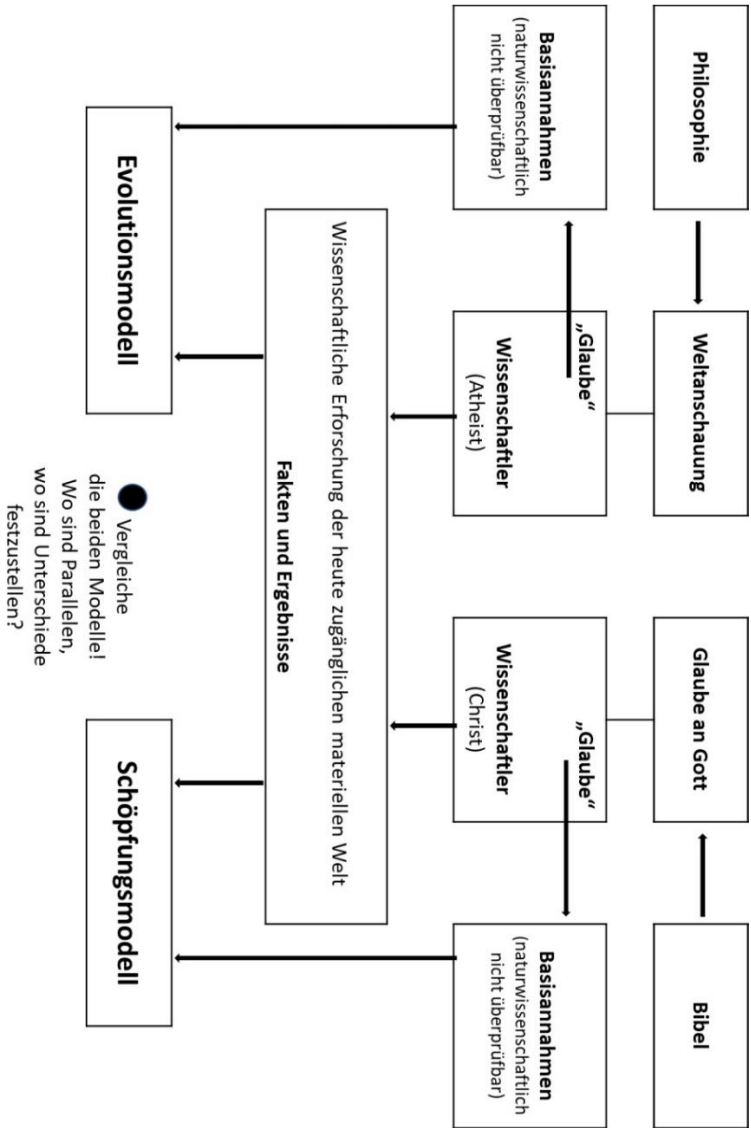 Philosophie
Weltanschauung
Glaube an Gott
Bibel
Basisannahmen
(naturwissenschaftlich
nicht überprüfbar)
„Glaube“
Wissenschaftler
(Atheist)
„Glaube“
Wissenschaftler
(Christ)
Basisannahmen
(naturwissenschaftlich
nicht überprüfbar)
Wissenschaftliche Erforschung der heute zugänglichen materiellen Welt
Fakten und Ergebnisse
Evolutionsmodell
● Vergleiche
die beiden Modelle!
Wo sind Parallelen,
wo sind Unterschiede
festzustellen?
Schöpfungsmodell